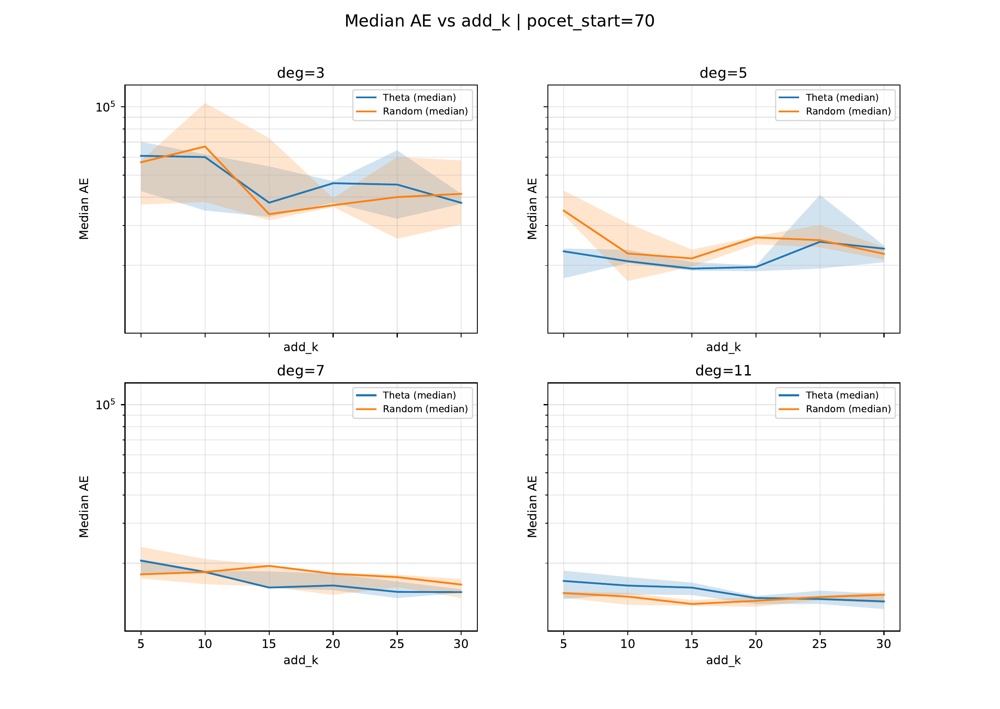 Median AE vs add_k | pocet_start=70
deg=3
10⁵
Median AE
Theta (median)
Random (median)
add_k
deg=5
Median AE
Theta (median)
Random (median)
add_k
deg=7
10⁵
Median AE
Theta (median)
Random (median)
5 10 15 20 25 30
add_k
deg=11
Median AE
Theta (median)
Random (median)
5 10 15 20 25 30
add_k